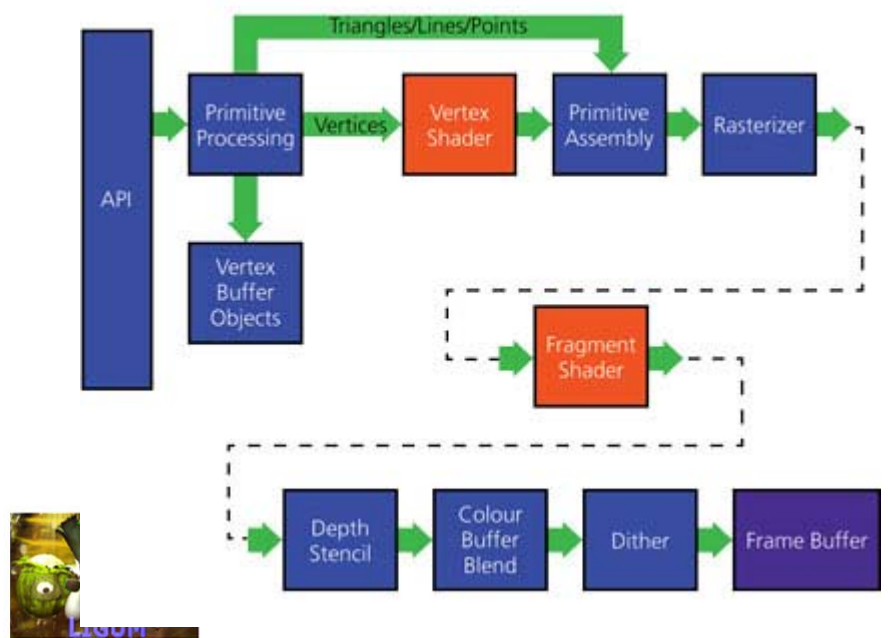 Triangles/Lines/Points
API
Primitive
Processing
Vertices
Vertex
Shader
Primitive
Assembly
Rasterizer
Vertex
Buffer
Objects
Fragment
Shader
Depth
Stencil
Colour
Buffer
Blend
Dither
Frame Buffer
LIGUM